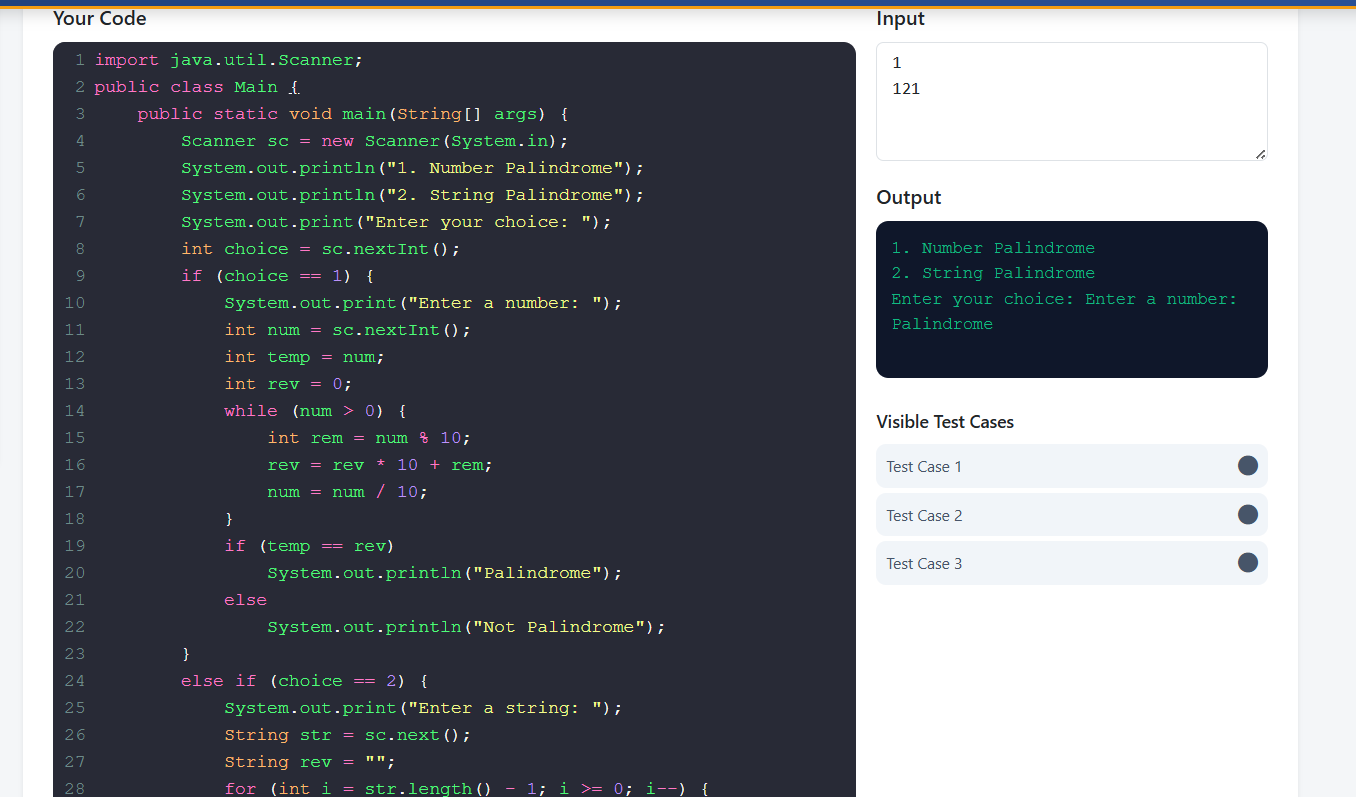 Your Code
1 import java.util.Scanner;
2 public class Main {
3     public static void main(String[] args) {
4         Scanner sc = new Scanner(System.in);
5         System.out.println("1. Number Palindrome");
6         System.out.println("2. String Palindrome");
7         System.out.print("Enter your choice: ");
8         int choice = sc.nextInt();
9         if (choice == 1) {
10             System.out.print("Enter a number: ");
11             int num = sc.nextInt();
12             int temp = num;
13             int rev = 0;
14             while (num > 0) {
15                 int rem = num % 10;
16                 rev = rev * 10 + rem;
17                 num = num / 10;
18             }
19             if (temp == rev)
20                 System.out.println("Palindrome");
21             else
22                 System.out.println("Not Palindrome");
23         }
24         else if (choice == 2) {
25             System.out.print("Enter a string: ");
26             String str = sc.next();
27             String rev = "";
28             for (int i = str.length() - 1; i >= 0; i--) {
Input
1
121
Output
1. Number Palindrome
2. String Palindrome
Enter your choice: Enter a number:
Palindrome
Visible Test Cases
Test Case 1
Test Case 2
Test Case 3